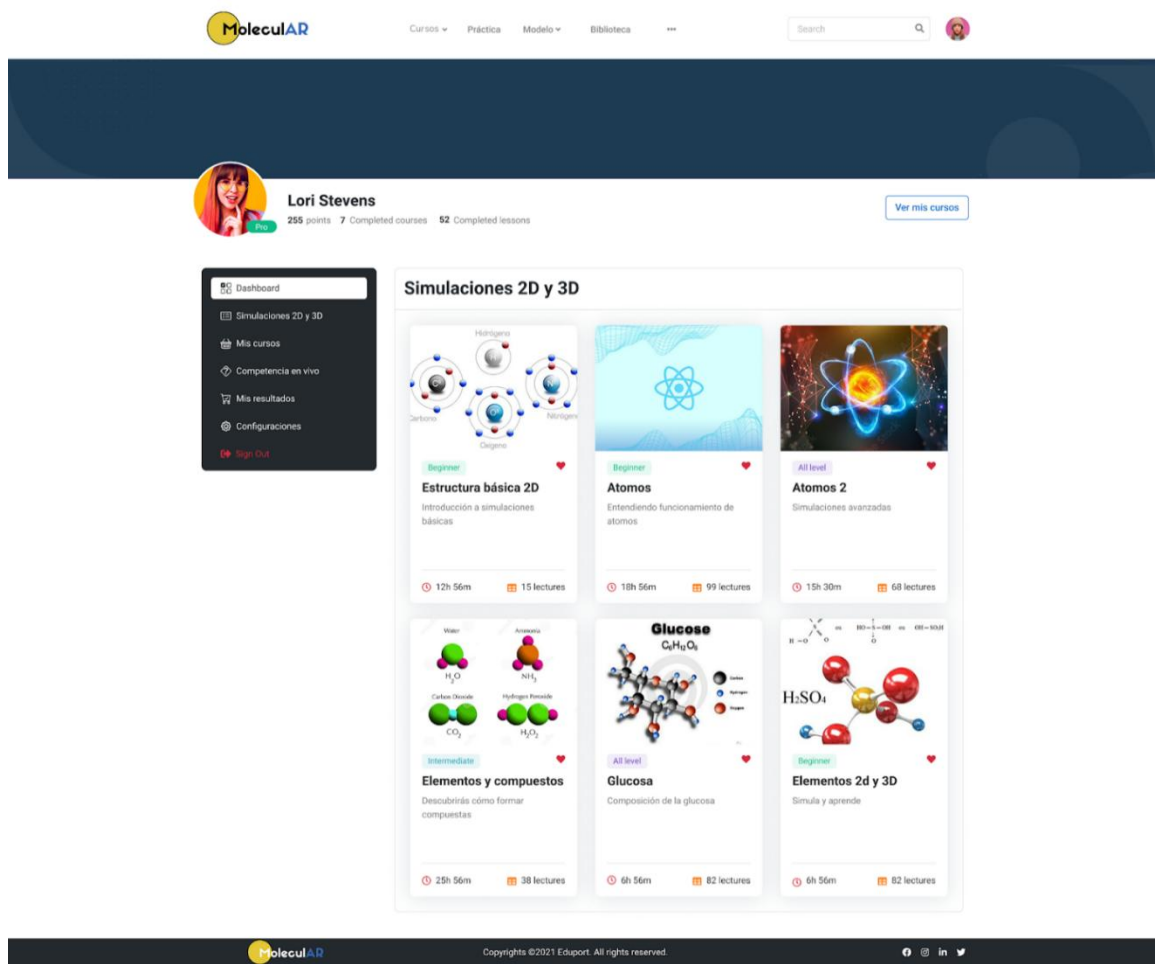 MoleculAR
Cursos Práctica Modelo Biblioteca ••• Search
Lori Stevens
255 points 7 Completed courses 52 Completed lessons
Pro
Ver mis cursos
Dashboard
Simulaciones 2D y 3D
Mis cursos
Competencia en vivo
Mis resultados
Configuraciones
Sign Out
Simulaciones 2D y 3D
Hidrógeno
Carbono
Nitrógeno
Oxígeno
Beginner
Estructura básica 2D
Introducción a simulaciones
básicas
12h 56m 15 lectures
Beginner
Atomos
Entendiendo funcionamiento de
atomos
18h 56m 99 lectures
All level
Atomos 2
Simulaciones avanzadas
15h 30m 68 lectures
Water Ammonia
H2O NH3
Carbon Dioxide Hydrogen Peroxide
CO2 H2O2
Intermediate
Elementos y compuestos
Descubrirás cómo formar
compuestas
25h 56m 38 lectures
Glucose
C6H12O6
Carbon
Hydrogen
Oxygen
All level
Glucosa
Composición de la glucosa
6h 56m 82 lectures
H2SO4
Beginner
Elementos 2d y 3D
Simula y aprende
6h 56m 82 lectures
MoleculAR
Copyrights ©2021 Eduport. All rights reserved.